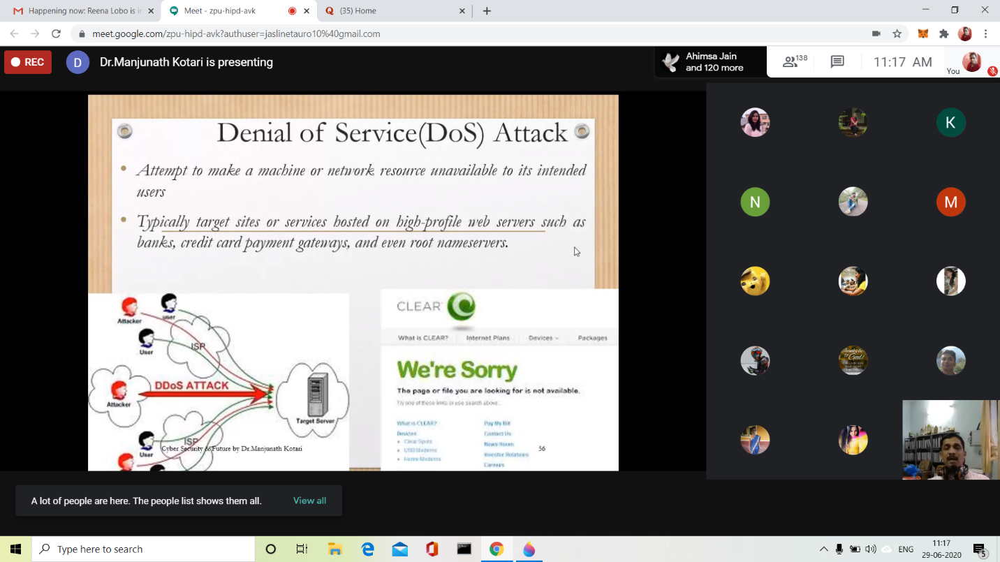 Happening now: Reena Lobo is i
Meet - zpu-hipd-avk
(35) Home
meet.google.com/zpu-hipd-avk?authuser=jaslinetauro10%40gmail.com
REC
D
Dr.Manjunath Kotari is presenting
Ahimsa Jain
and 120 more
138
11:17 AM
You
Denial of Service(DoS) Attack
• Attempt to make a machine or network resource unavailable to its intended
users
• Typically target sites or services hosted on high-profile web servers such as
banks, credit card payment gateways, and even root nameservers.
Attacker
user
User
ISP
DDoS ATTACK
Attacker
Target Server
User
ISP
Cyber Security & Future by Dr.Manjunath Kotari
CLEAR
What is CLEAR?
Internet Plans
Devices
Packages
We're Sorry
The page or file you are looking for is not available.
Try one of these links or use search above...
What is CLEAR?
Devices
• Clear Spots
• USB Modems
• Home Modems
Pay My Bill
Contact Us
News Room
Investor Relations
Careers
56
K
N
M
A lot of people are here. The people list shows them all.
View all
Type here to search
ENG
11:17
29-06-2020
5